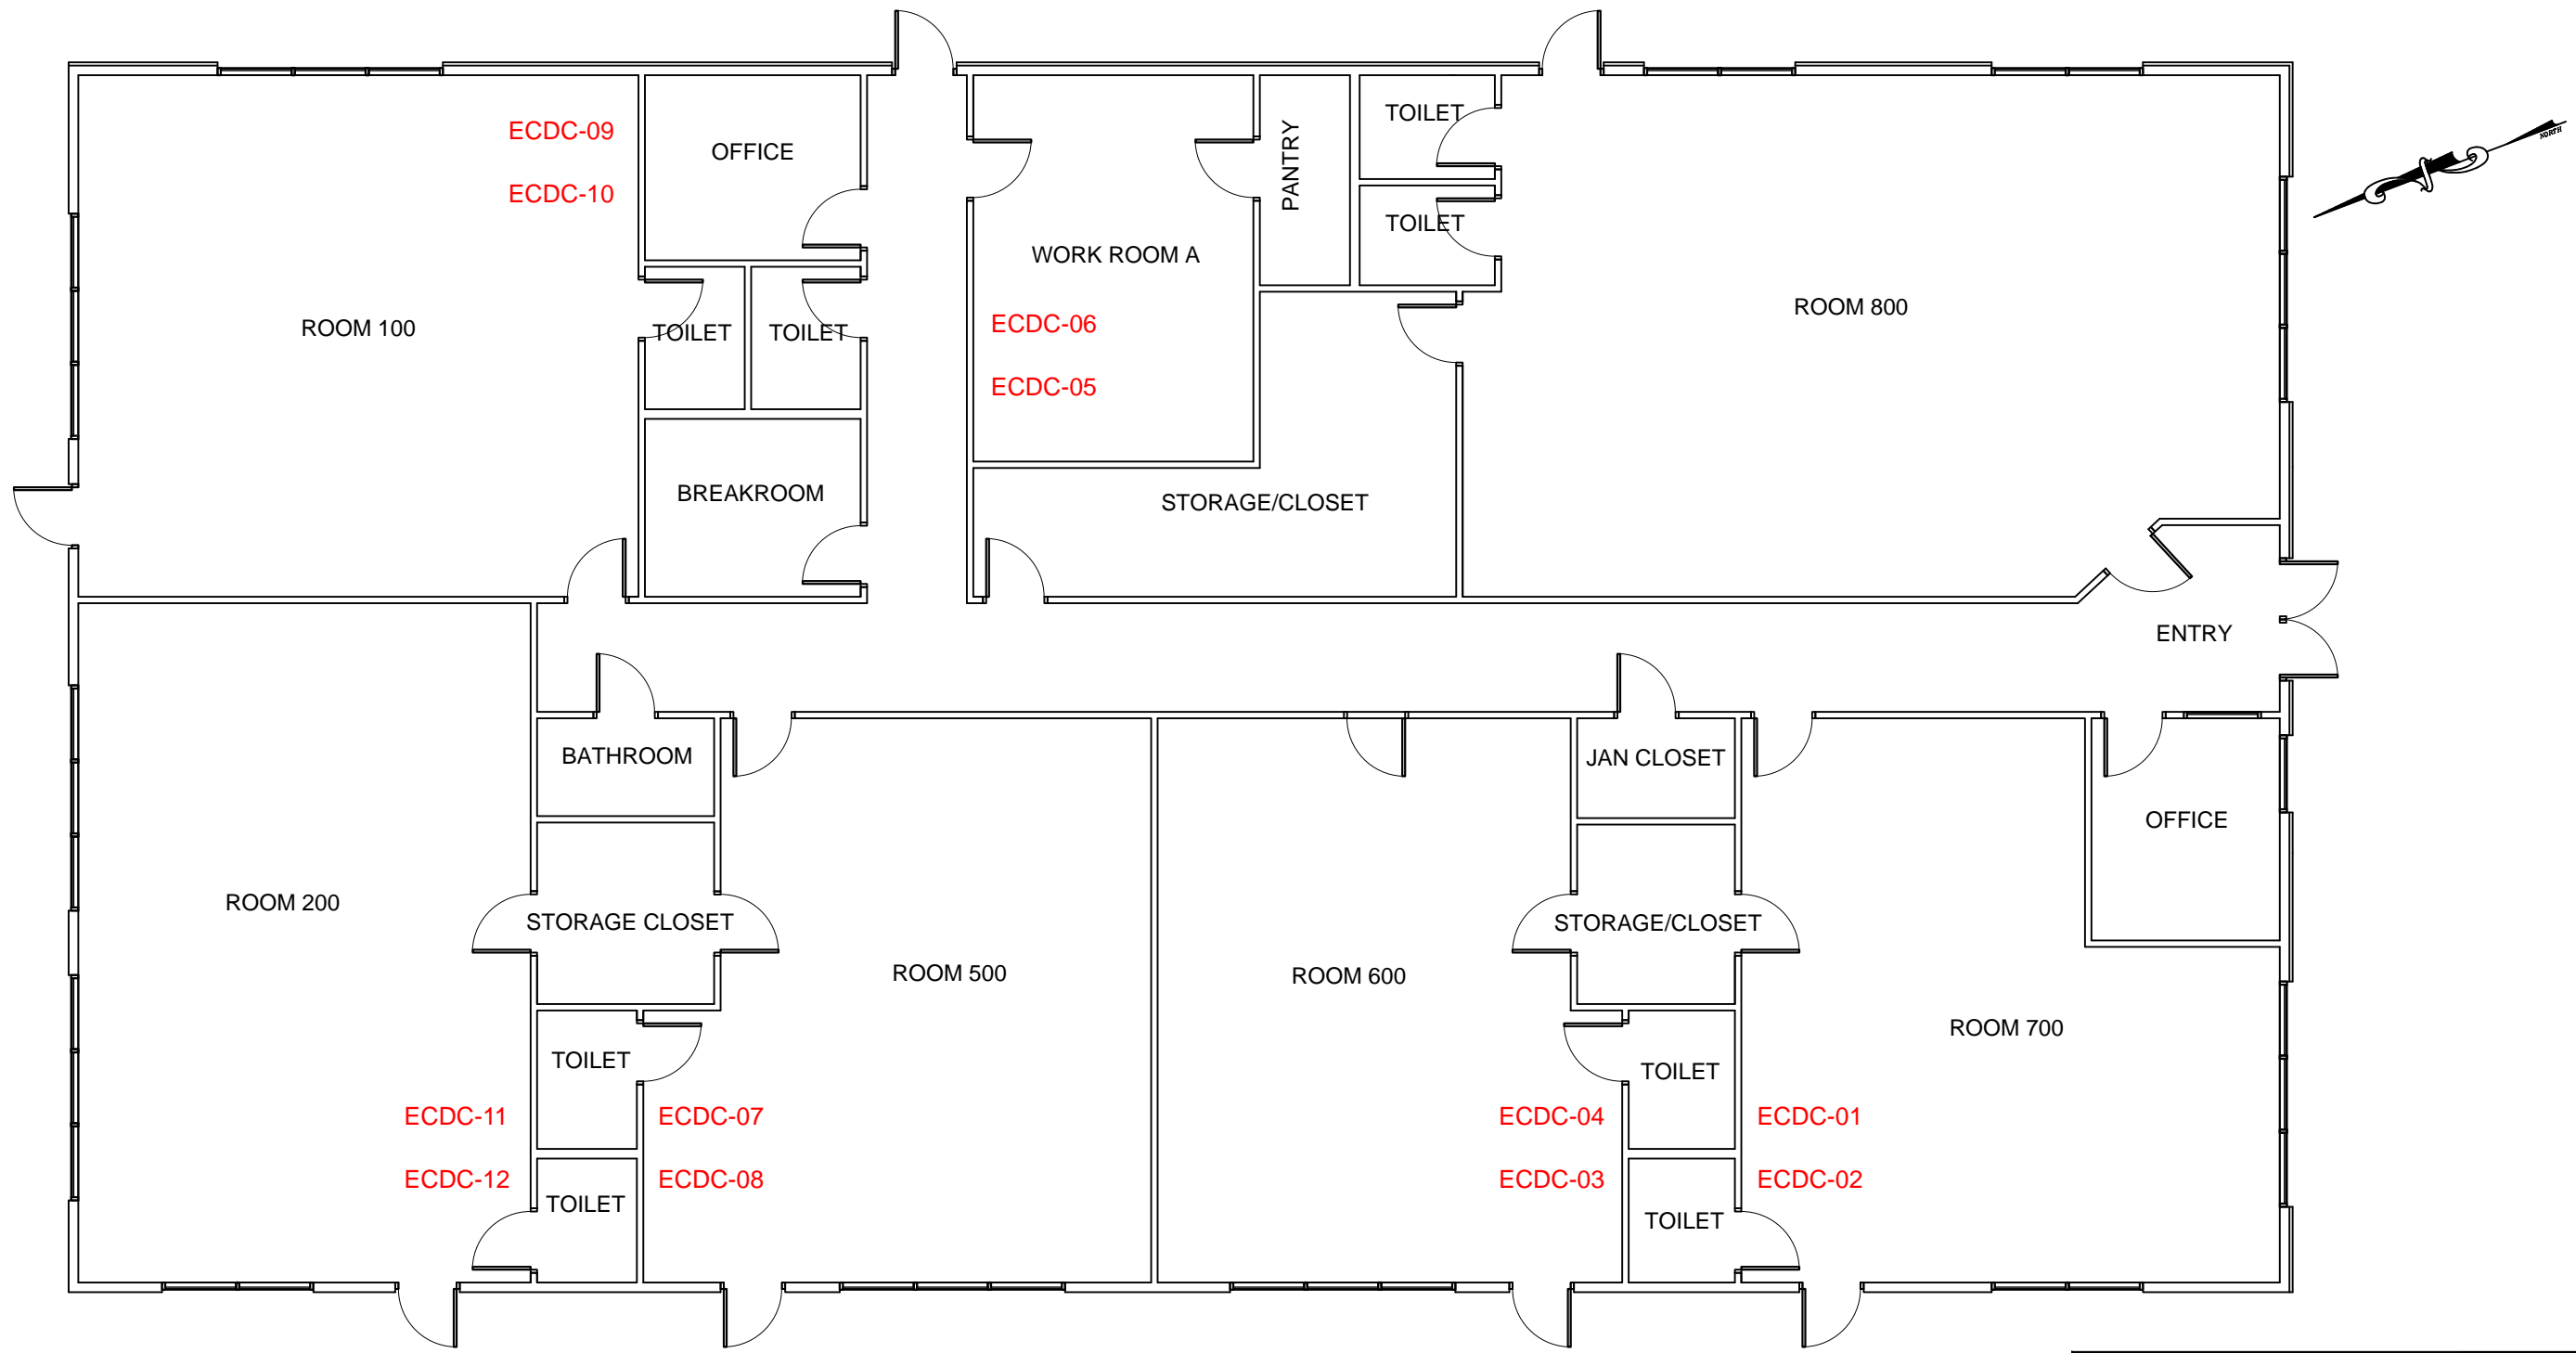 ECDC-09
ECDC-10
OFFICE
ROOM 100
TOILET
TOILET
BREAKROOM
WORK ROOM A
ECDC-06
ECDC-05
PANTRY
TOILET
TOILET
STORAGE/CLOSET
ROOM 800
NORTH
ENTRY
ROOM 200
ECDC-11
ECDC-12
BATHROOM
STORAGE CLOSET
TOILET
TOILET
ROOM 500
ECDC-07
ECDC-08
ROOM 600
ECDC-04
ECDC-03
JAN CLOSET
STORAGE/CLOSET
TOILET
TOILET
ROOM 700
ECDC-01
ECDC-02
OFFICE